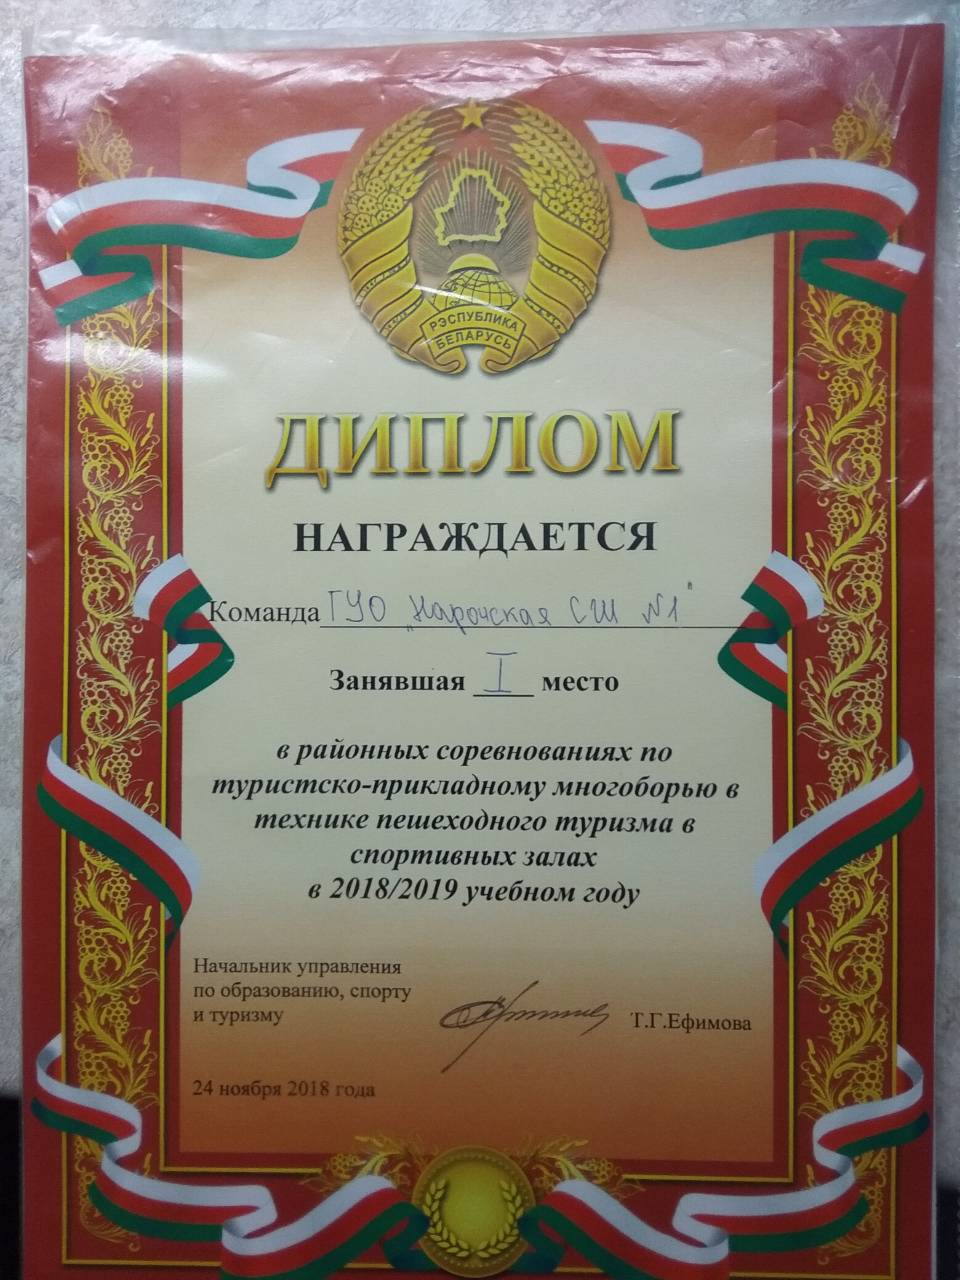 РЭСПУБЛИКА
БЕЛАРУСЬ
ДИПЛОМ
НАГРАЖДАЕТСЯ
Команда ГУО „Нарочская СШ №1"
Занявшая I место
в районных соревнованиях по
туристско-прикладному многоборью в
технике пешеходного туризма в
спортивных залах
в 2018/2019 учебном году
Начальник управления
по образованию, спорту
и туризму
Т.Г.Ефимова
24 ноября 2018 года